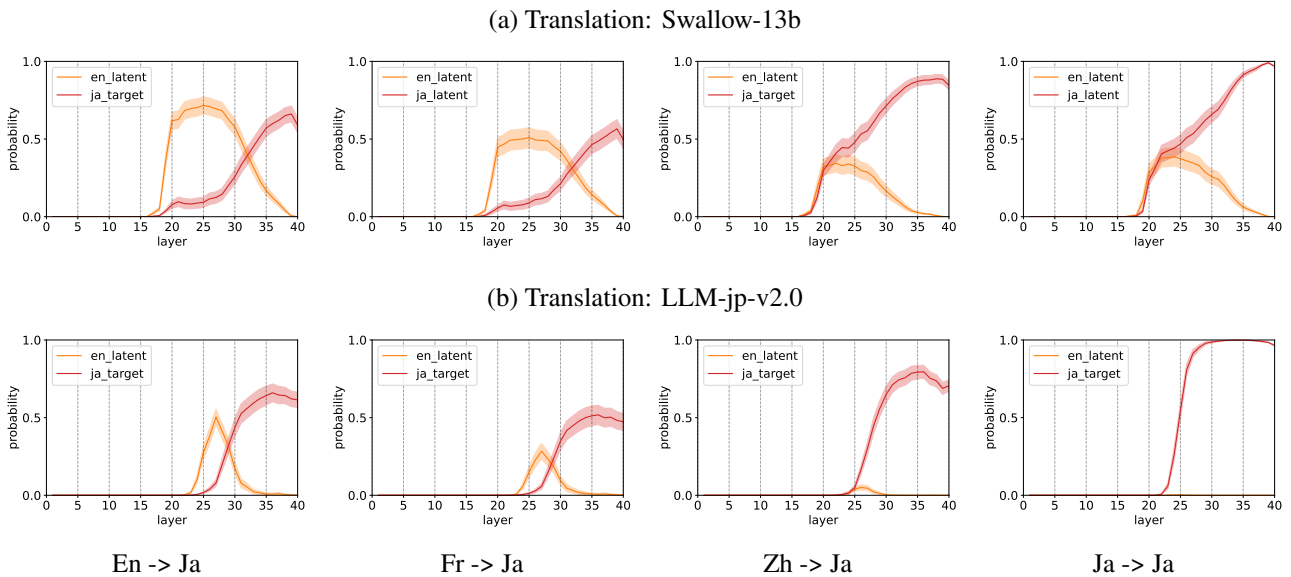 (a) Translation: Swallow-13b
1.0
0.5
0.0
probability
en_latent
ja_target
0 5 10 15 20 25 30 35 40
layer
1.0
0.5
0.0
probability
en_latent
ja_latent
0 5 10 15 20 25 30 35 40
layer
1.0
0.5
0.0
probability
en_latent
ja_target
0 5 10 15 20 25 30 35 40
layer
1.0
0.5
0.0
probability
en_latent
ja_latent
0 5 10 15 20 25 30 35 40
layer
(b) Translation: LLM-jp-v2.0
1.0
0.5
0.0
probability
en_latent
ja_target
0 5 10 15 20 25 30 35 40
layer
1.0
0.5
0.0
probability
en_latent
ja_target
0 5 10 15 20 25 30 35 40
layer
1.0
0.5
0.0
probability
en_latent
ja_target
0 5 10 15 20 25 30 35 40
layer
1.0
0.5
0.0
probability
en_latent
ja_target
0 5 10 15 20 25 30 35 40
layer
En -> Ja
Fr -> Ja
Zh -> Ja
Ja -> Ja